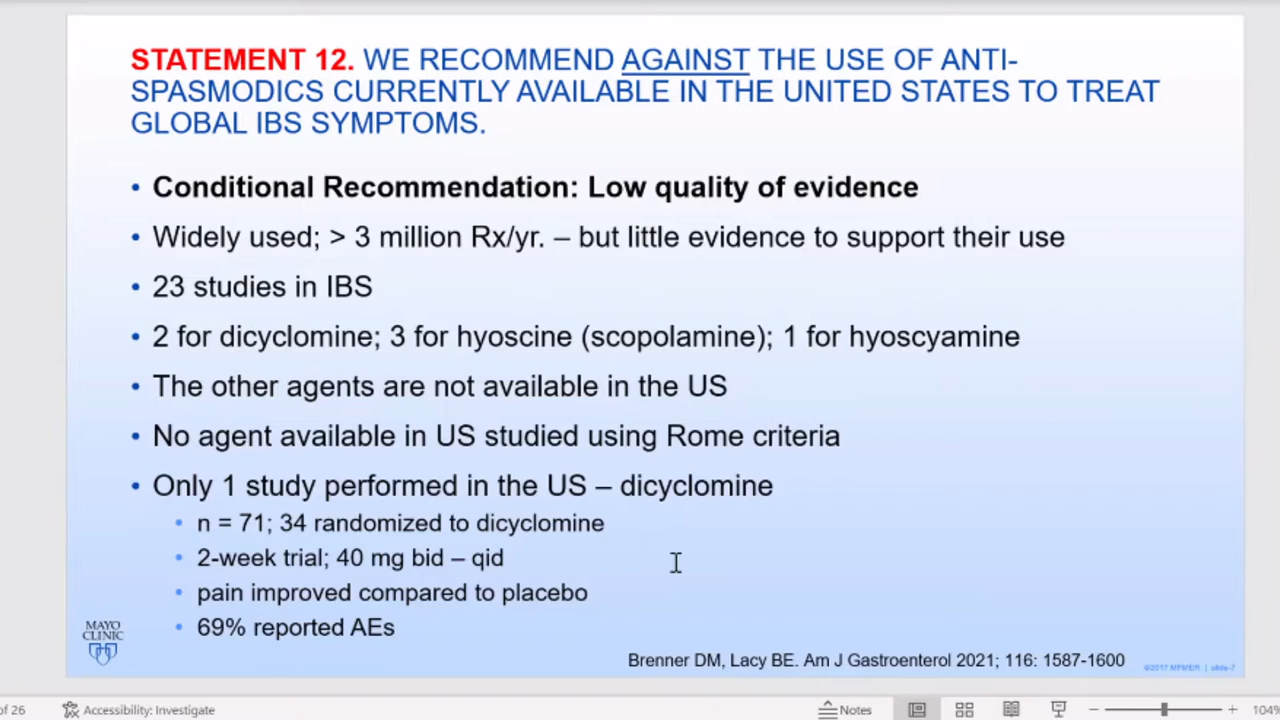 STATEMENT 12. WE RECOMMEND AGAINST THE USE OF ANTI-
SPASMODICS CURRENTLY AVAILABLE IN THE UNITED STATES TO TREAT
GLOBAL IBS SYMPTOMS.
• Conditional Recommendation: Low quality of evidence
• Widely used; > 3 million Rx/yr. – but little evidence to support their use
• 23 studies in IBS
• 2 for dicyclomine; 3 for hyoscine (scopolamine); 1 for hyoscyamine
• The other agents are not available in the US
• No agent available in US studied using Rome criteria
• Only 1 study performed in the US – dicyclomine
• n = 71; 34 randomized to dicyclomine
• 2-week trial; 40 mg bid – qid
• pain improved compared to placebo
• 69% reported AEs
MAYO
CLINIC
Brenner DM, Lacy BE. Am J Gastroenterol 2021; 116: 1587-1600
©2017 MFMER | slide-7
of 26
Accessibility: Investigate
Notes
104%